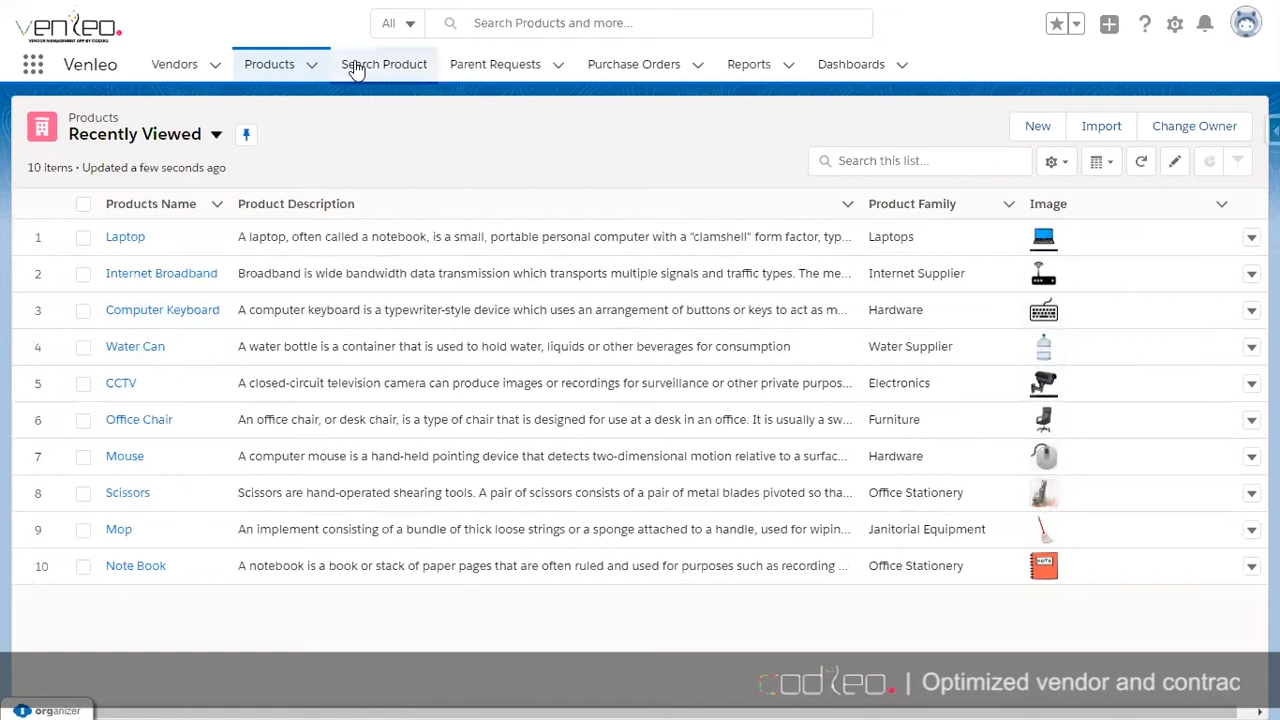 venleo.
VENDOR MANAGEMENT APP BY CODLEO
All
Search Products and more...
Venleo
Vendors
Products
Search Product
Parent Requests
Purchase Orders
Reports
Dashboards
Products
Recently Viewed
New
Import
Change Owner
10 items • Updated a few seconds ago
Search this list...
Products Name
Product Description
Product Family
Image
1 Laptop A laptop, often called a notebook, is a small, portable personal computer with a "clamshell" form factor, typ... Laptops
2 Internet Broadband Broadband is wide bandwidth data transmission which transports multiple signals and traffic types. The me... Internet Supplier
3 Computer Keyboard A computer keyboard is a typewriter-style device which uses an arrangement of buttons or keys to act as m... Hardware
4 Water Can A water bottle is a container that is used to hold water, liquids or other beverages for consumption Water Supplier
5 CCTV A closed-circuit television camera can produce images or recordings for surveillance or other private purpos... Electronics
6 Office Chair An office chair, or desk chair, is a type of chair that is designed for use at a desk in an office. It is usually a sw... Furniture
7 Mouse A computer mouse is a hand-held pointing device that detects two-dimensional motion relative to a surfac... Hardware
8 Scissors Scissors are hand-operated shearing tools. A pair of scissors consists of a pair of metal blades pivoted so tha... Office Stationery
9 Mop An implement consisting of a bundle of thick loose strings or a sponge attached to a handle, used for wipin... Janitorial Equipment
10 Note Book A notebook is a book or stack of paper pages that are often ruled and used for purposes such as recording ... Office Stationery
NOTE
codleo. | Optimized vendor and contrac
organizer